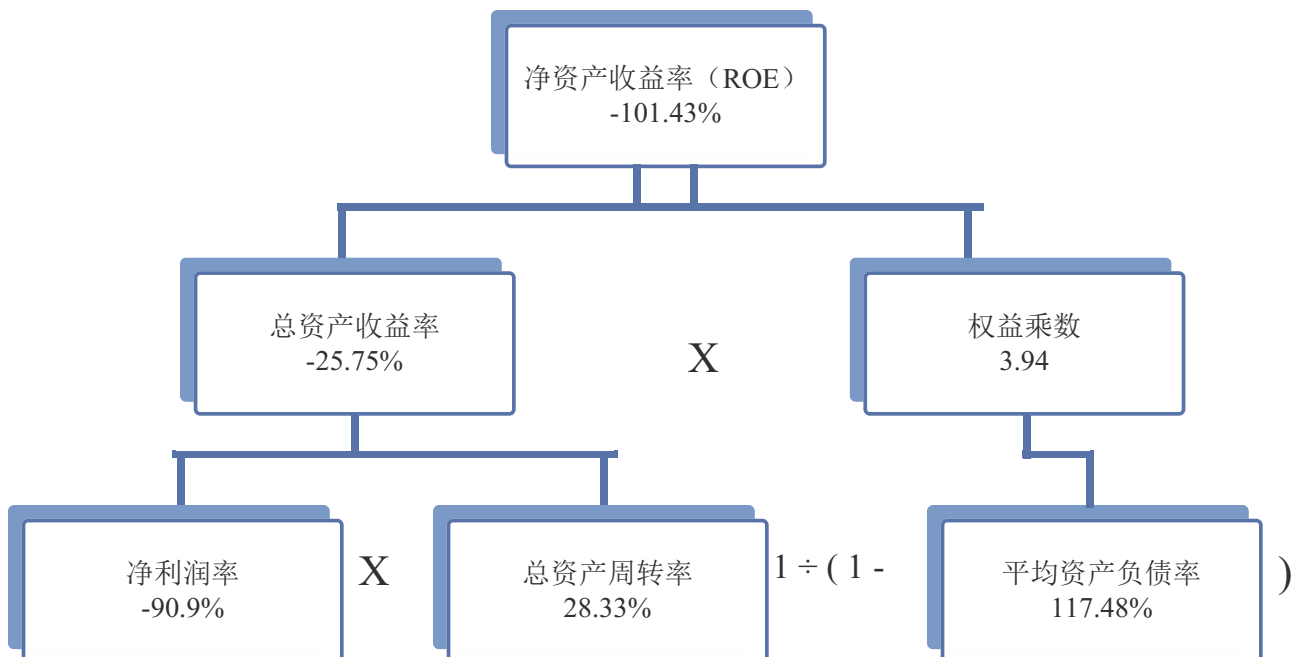 净资产收益率（ROE）
-101.43%
总资产收益率
-25.75%
X
权益乘数
3.94
净利润率
-90.9%
X
总资产周转率
28.33%
1 ÷ ( 1 -
平均资产负债率
117.48%
)